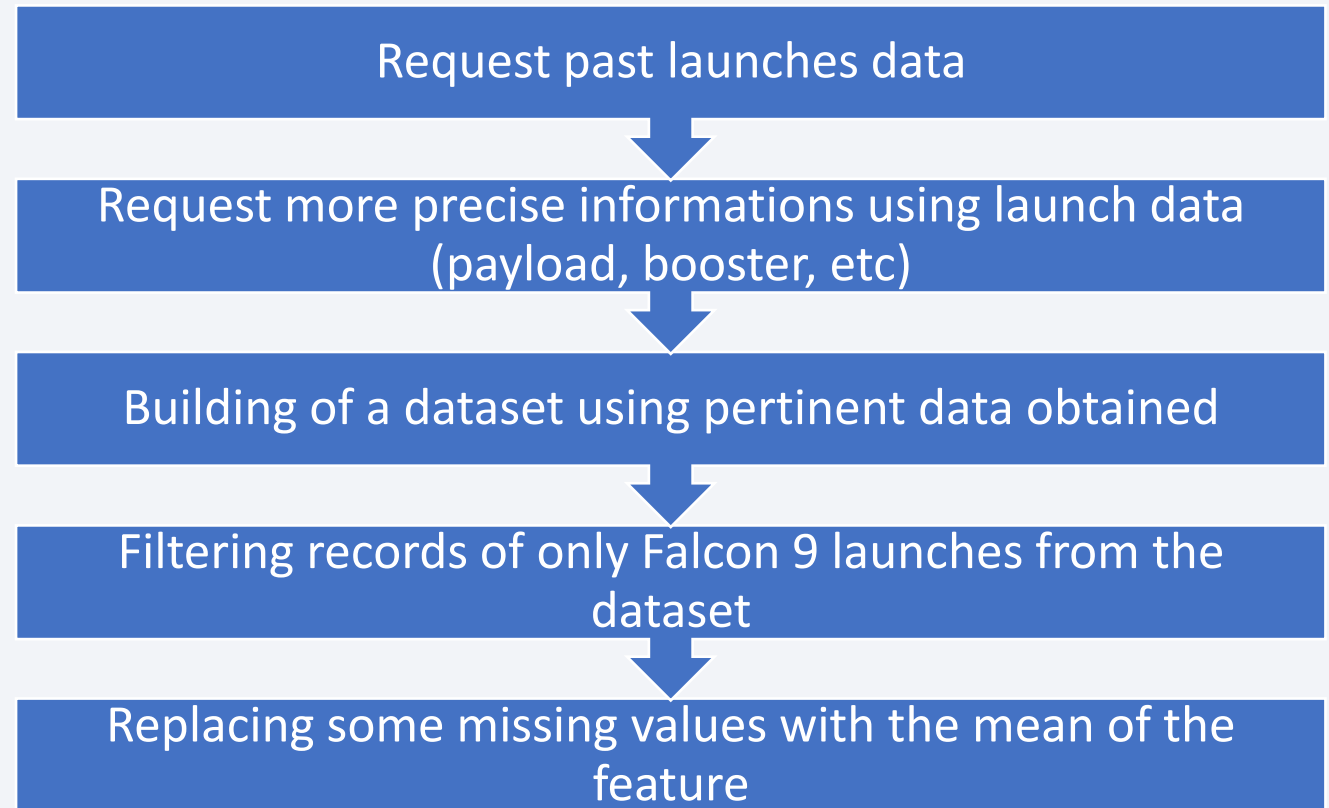 Request past launches data
Request more precise informations using launch data
(payload, booster, etc)
Building of a dataset using pertinent data obtained
Filtering records of only Falcon 9 launches from the
dataset
Replacing some missing values with the mean of the
feature